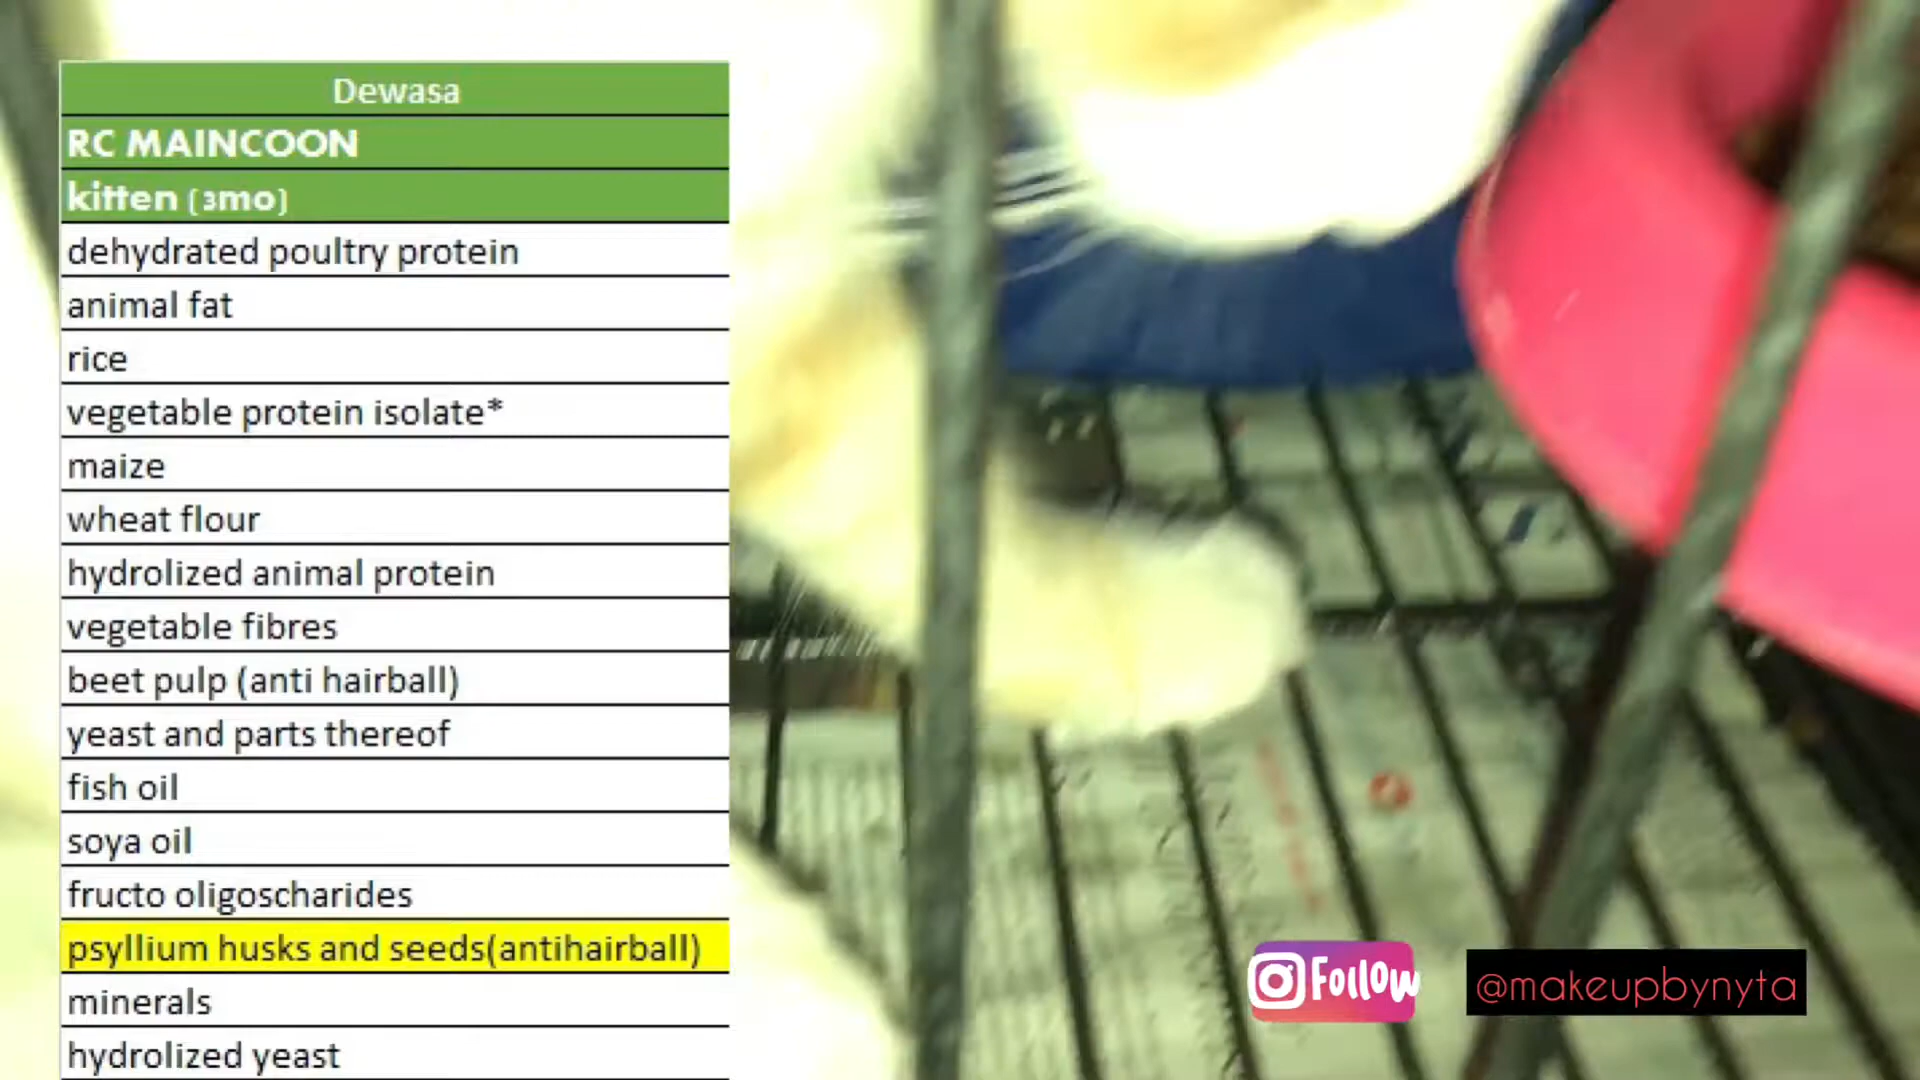 Dewasa
RC MAINCOON
kitten (3mo)
dehydrated poultry protein
animal fat
rice
vegetable protein isolate*
maize
wheat flour
hydrolized animal protein
vegetable fibres
beet pulp (anti hairball)
yeast and parts thereof
fish oil
soya oil
fructo oligoscharides
psyllium husks and seeds(antihairball)
minerals
hydrolized yeast
Follow
@makeupbynyta